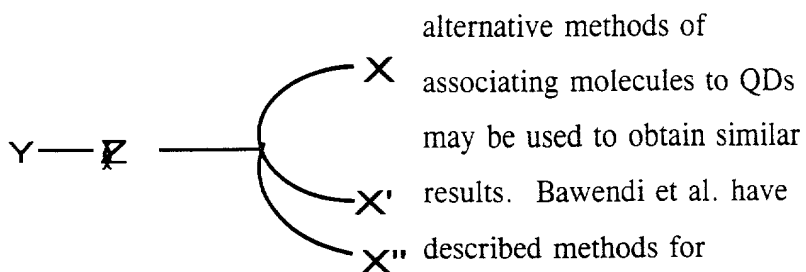 alternative methods of
X
associating molecules to QDs
may be used to obtain similar
Y
X'
results. Bawendi et al. have
X"
described methods for